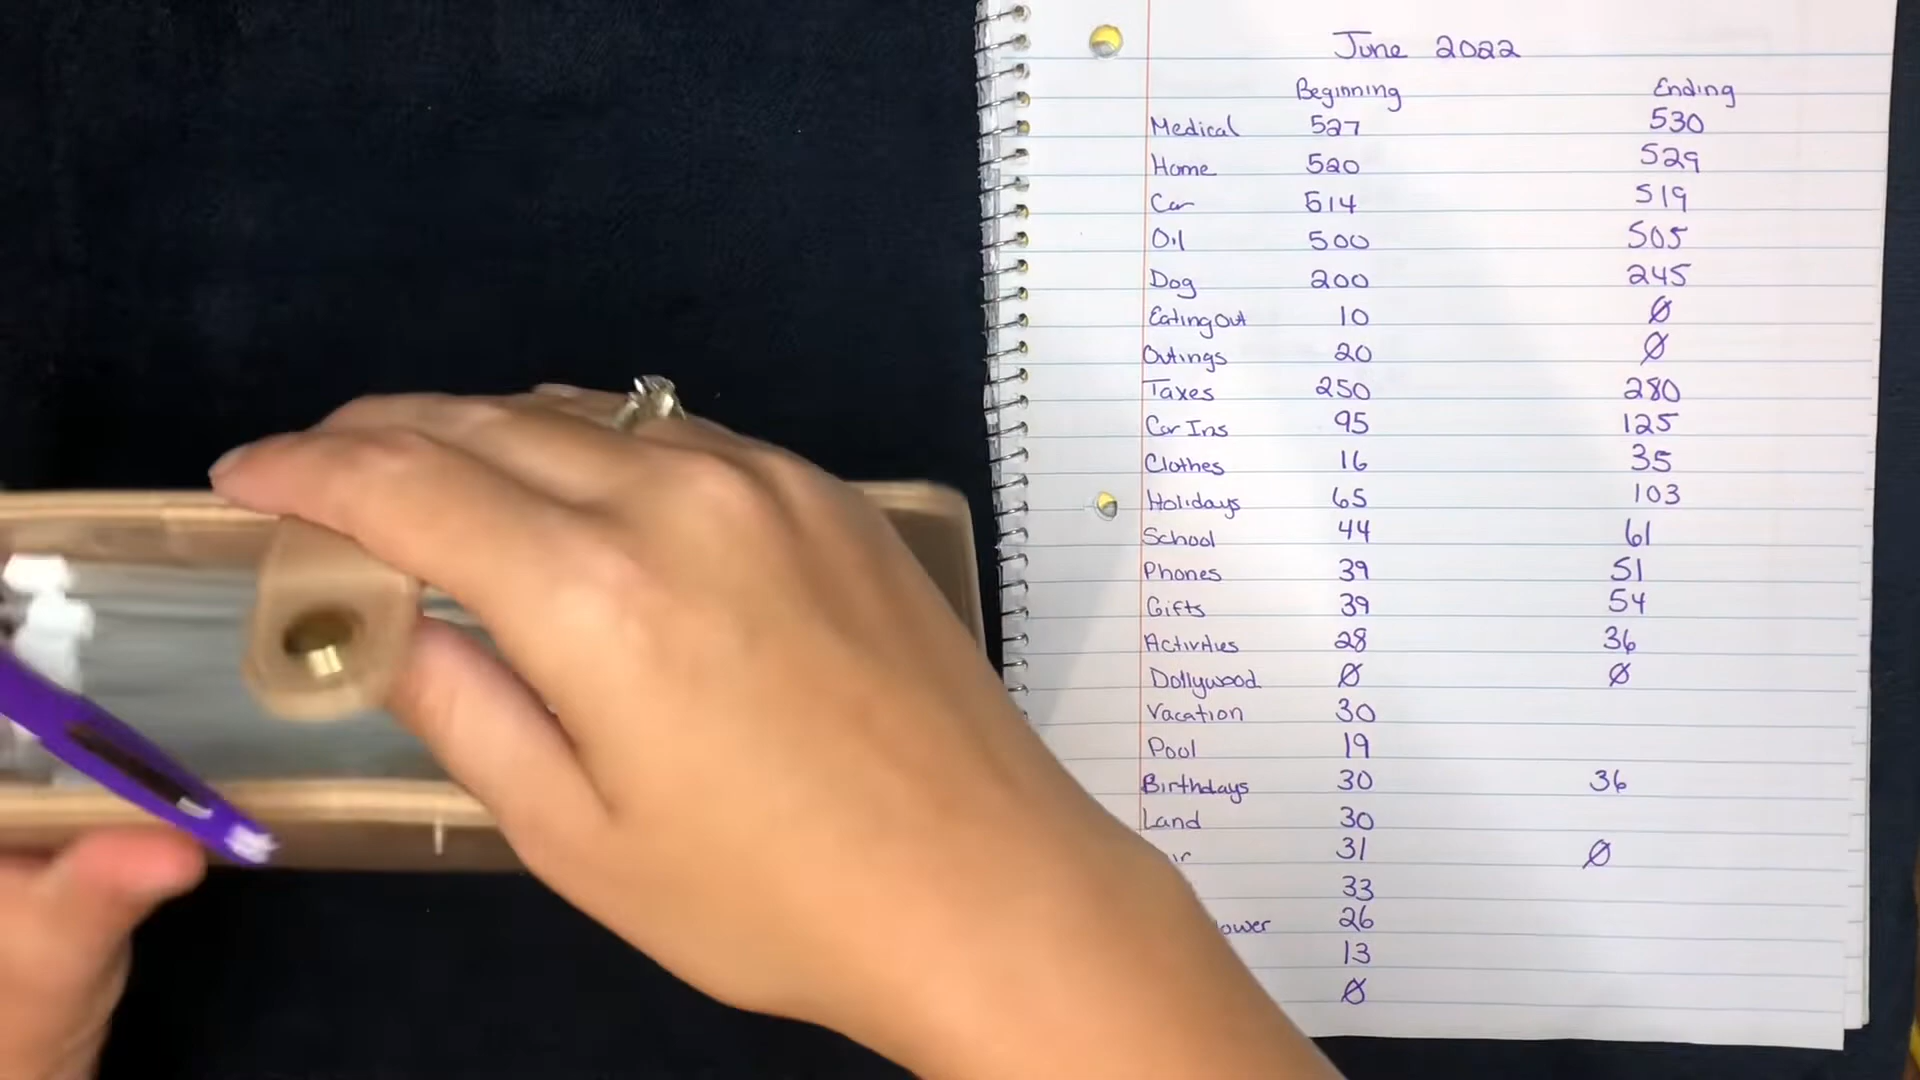 June 2022
Beginning Ending
Medical 527 530
Home 520 529
Car 514 519
Oil 500 505
Dog 200 245
Eating Out 10 Ø
Outings 20 Ø
Taxes 250 280
Car Ins 95 125
Clothes 16 35
Holidays 65 103
School 44 61
Phones 39 51
Gifts 39 54
Activities 28 36
Dollywood Ø Ø
Vacation 30
Pool 19
Birthdays 30 36
Land 30
31 Ø
33
ower 26
13
Ø